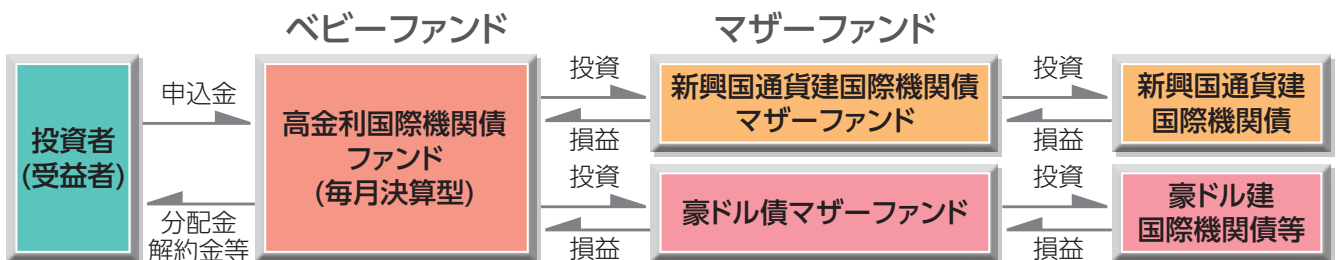 ベビーファンド
マザーファンド
投資者
(受益者)
申込金
分配金
解約金等
高金利国際機関債
ファンド
(毎月決算型)
投資
損益
新興国通貨建国際機関債
マザーファンド
投資
損益
新興国通貨建
国際機関債
投資
損益
豪ドル債マザーファンド
投資
損益
豪ドル建
国際機関債等